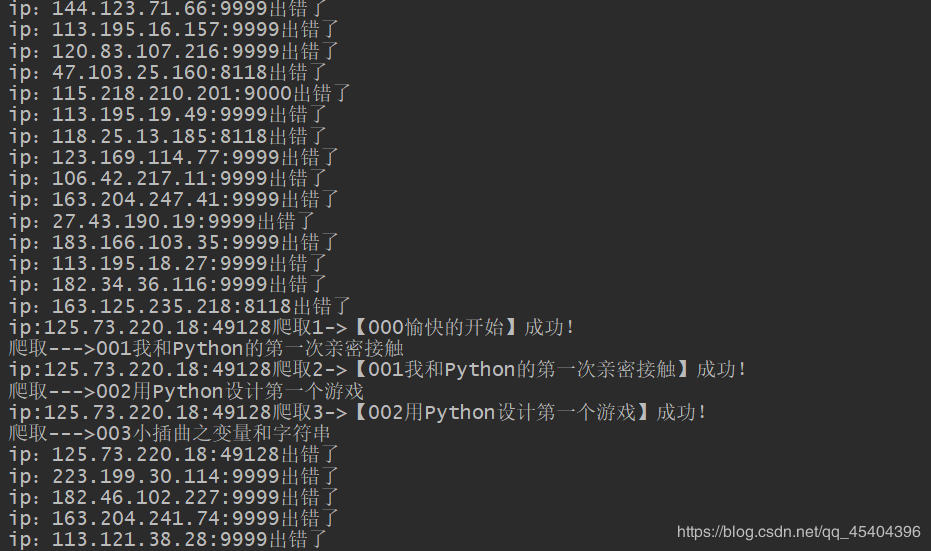 ip：144.123.71.66:9999出错了
ip：113.195.16.157:9999出错了
ip：120.83.107.216:9999出错了
ip：47.103.25.160:8118出错了
ip：115.218.210.201:9000出错了
ip：113.195.19.49:9999出错了
ip：118.25.13.185:8118出错了
ip：123.169.114.77:9999出错了
ip：106.42.217.11:9999出错了
ip：163.204.247.41:9999出错了
ip：27.43.190.19:9999出错了
ip：183.166.103.35:9999出错了
ip：113.195.18.27:9999出错了
ip：182.34.36.116:9999出错了
ip：163.125.235.218:8118出错了
ip:125.73.220.18:49128爬取1->【000愉快的开始】成功！
爬取--->001我和Python的第一次亲密接触
ip:125.73.220.18:49128爬取2->【001我和Python的第一次亲密接触】成功！
爬取--->002用Python设计第一个游戏
ip:125.73.220.18:49128爬取3->【002用Python设计第一个游戏】成功！
爬取--->003小插曲之变量和字符串
ip：125.73.220.18:49128出错了
ip：223.199.30.114:9999出错了
ip：182.46.102.227:9999出错了
ip：163.204.241.74:9999出错了
ip：113.121.38.28:9999出错了
https://blog.csdn.net/qq_45404396